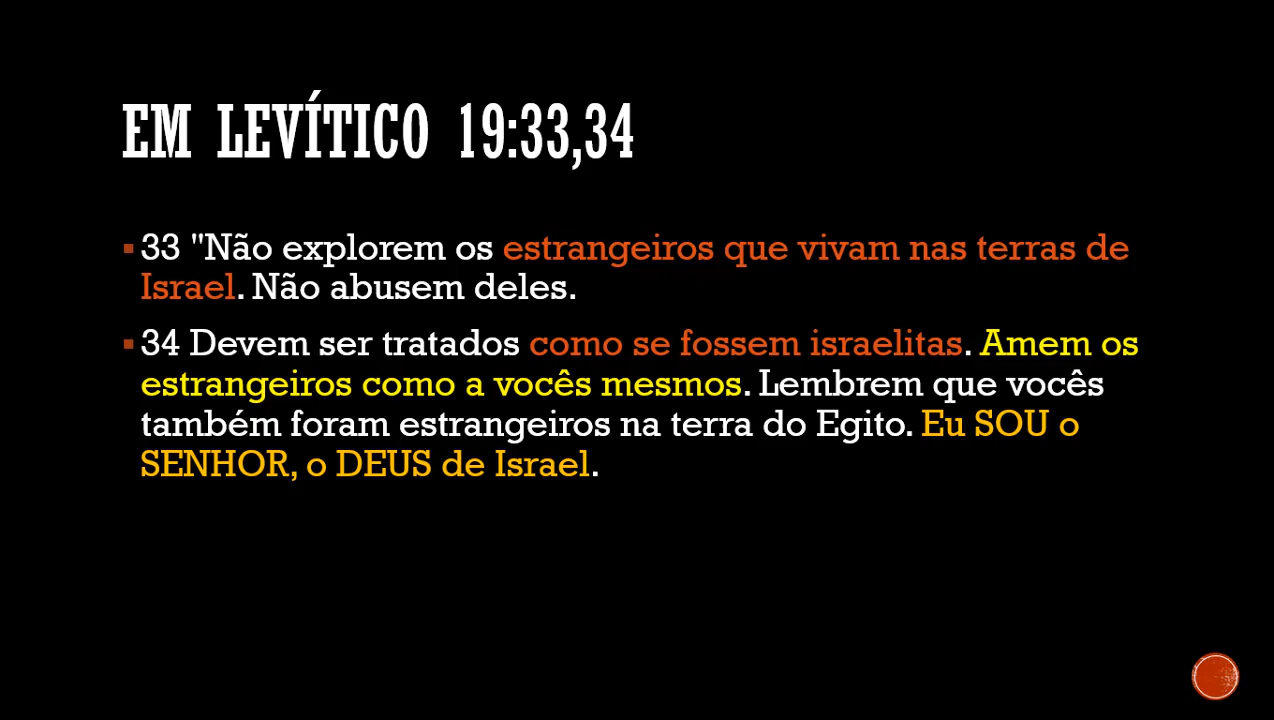 EM LEVÍTICO 19:33,34
33 "Não explorem os estrangeiros que vivam nas terras de
Israel. Não abusem deles.
34 Devem ser tratados como se fossem israelitas. Amem os
estrangeiros como a vocês mesmos. Lembrem que vocês
também foram estrangeiros na terra do Egito. Eu SOU o
SENHOR, o DEUS de Israel.